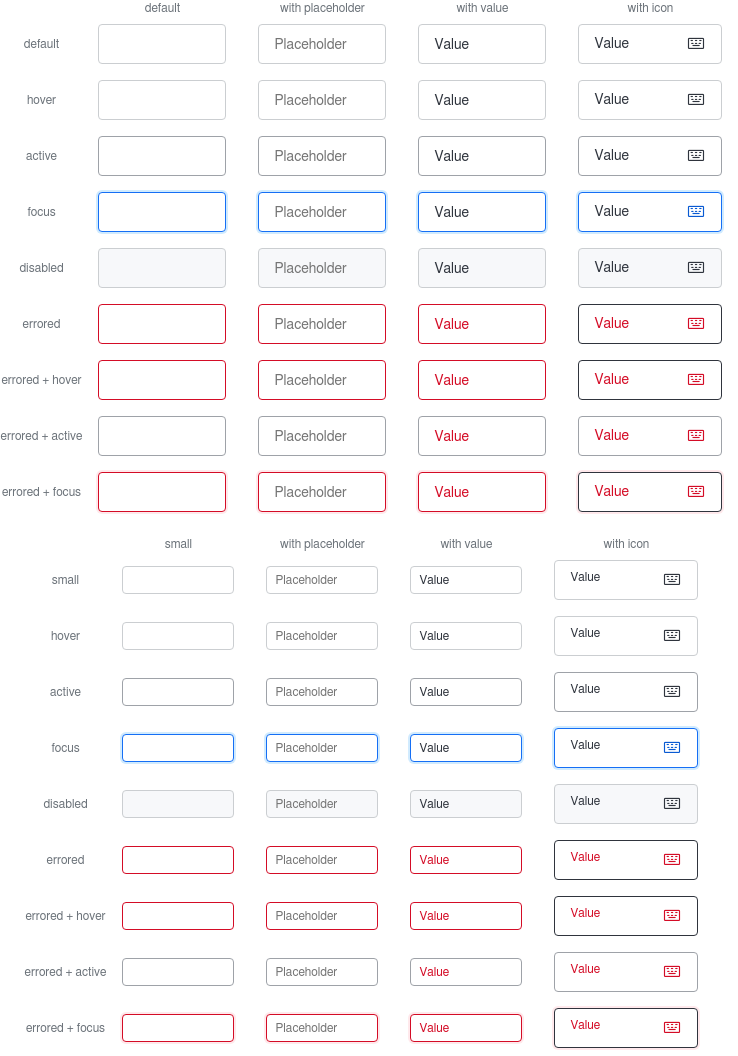 default with placeholder with value with icon
default Placeholder Value Value
hover Placeholder Value Value
active Placeholder Value Value
focus Placeholder Value Value
disabled Placeholder Value Value
errored Placeholder Value Value
errored + hover Placeholder Value Value
errored + active Placeholder Value Value
errored + focus Placeholder Value Value
small with placeholder with value with icon
small Placeholder Value Value
hover Placeholder Value Value
active Placeholder Value Value
focus Placeholder Value Value
disabled Placeholder Value Value
errored Placeholder Value Value
errored + hover Placeholder Value Value
errored + active Placeholder Value Value
errored + focus Placeholder Value Value